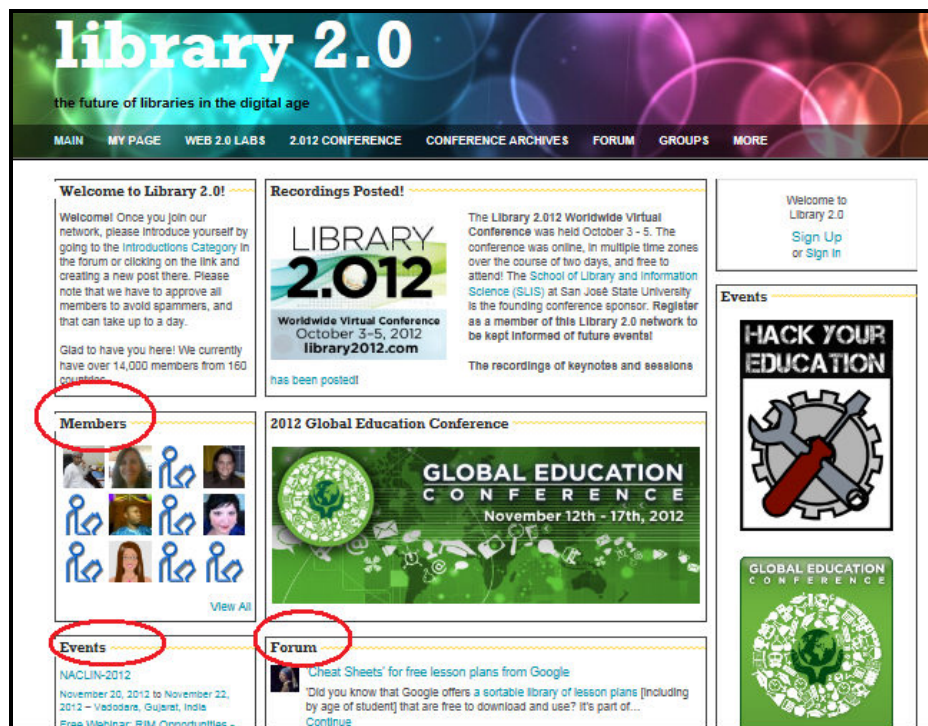 library 2.0
the future of libraries in the digital age
MAIN MY PAGE WEB 2.0 LABS 2.012 CONFERENCE CONFERENCE ARCHIVES FORUM GROUPS MORE
Welcome to Library 2.0!
Welcome! Once you join our
network, please introduce yourself by
going to the Introductions Category in
the forum or clicking on the link and
creating a new post there. Please
note that we have to approve all
members to avoid spammers, and
that can take up to a day.
Glad to have you here! We currently
have over 14,000 members from 160
countries
Recordings Posted!
LIBRARY
2.012
Worldwide Virtual Conference
October 3-5, 2012
library2012.com
The Library 2.012 Worldwide Virtual
Conference was held October 3 - 5. The
conference was online, in multiple time zones
over the course of two days, and free to
attend! The School of Library and Information
Science (SLIS) at San José State University
is the founding conference sponsor. Register
as a member of this Library 2.0 network to
be kept informed of future events!
The recordings of keynotes and sessions
has been posted!
Welcome to
Library 2.0
Sign Up
or Sign In
Events
HACK YOUR
EDUCATION
GLOBAL EDUCATION
CONFERENCE
Members
View All
2012 Global Education Conference
GLOBAL EDUCATION
CONFERENCE
November 12th - 17th, 2012
Events
NACLIN-2012
November 20, 2012 to November 22,
2012 – Vadodara, Gujarat, India
Free Webinar: RIM Opportunities -
Forum
'Cheat Sheets' for free lesson plans from Google
'Did you know that Google offers a sortable library of lesson plans [including
by age of student] that are free to download and use? It's part of…
Continue